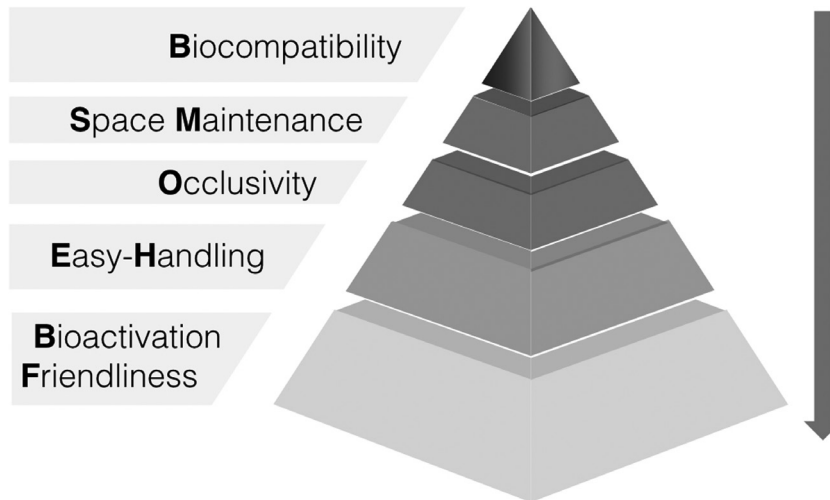 Biocompatibility
Space Maintenance
Occlusivity
Easy-Handling
Bioactivation
Friendliness